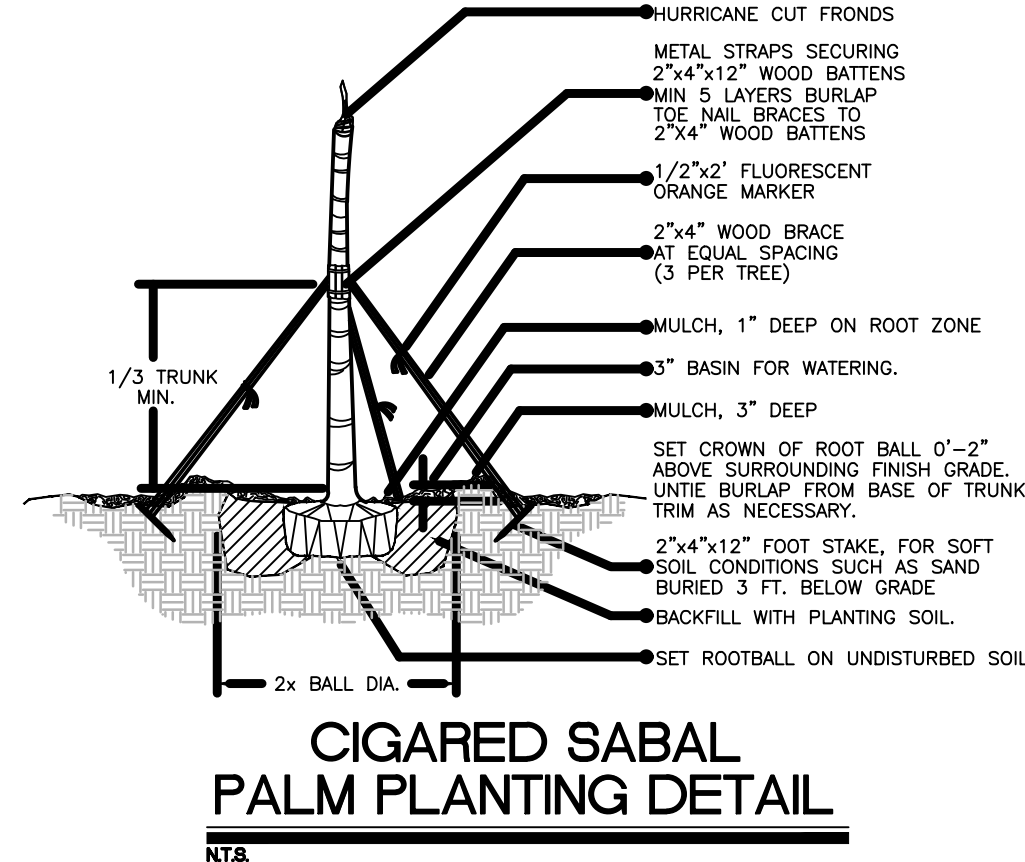 HURRICANE CUT FRONDS
METAL STRAPS SECURING
2"x4"x12" WOOD BATTENS
MIN 5 LAYERS BURLAP
TOE NAIL BRACES TO
2"X4" WOOD BATTENS
1/2"x2' FLUORESCENT
ORANGE MARKER
2"x4" WOOD BRACE
AT EQUAL SPACING
(3 PER TREE)
MULCH, 1" DEEP ON ROOT ZONE
3" BASIN FOR WATERING.
MULCH, 3" DEEP
SET CROWN OF ROOT BALL 0'-2"
ABOVE SURROUNDING FINISH GRADE.
UNTIE BURLAP FROM BASE OF TRUNK
TRIM AS NECESSARY.
2"x4"x12" FOOT STAKE, FOR SOFT
SOIL CONDITIONS SUCH AS SAND
BURIED 3 FT. BELOW GRADE
BACKFILL WITH PLANTING SOIL.
SET ROOTBALL ON UNDISTURBED SOIL
1/3 TRUNK
MIN.
2x BALL DIA.
CIGARED SABAL
PALM PLANTING DETAIL
N.T.S.